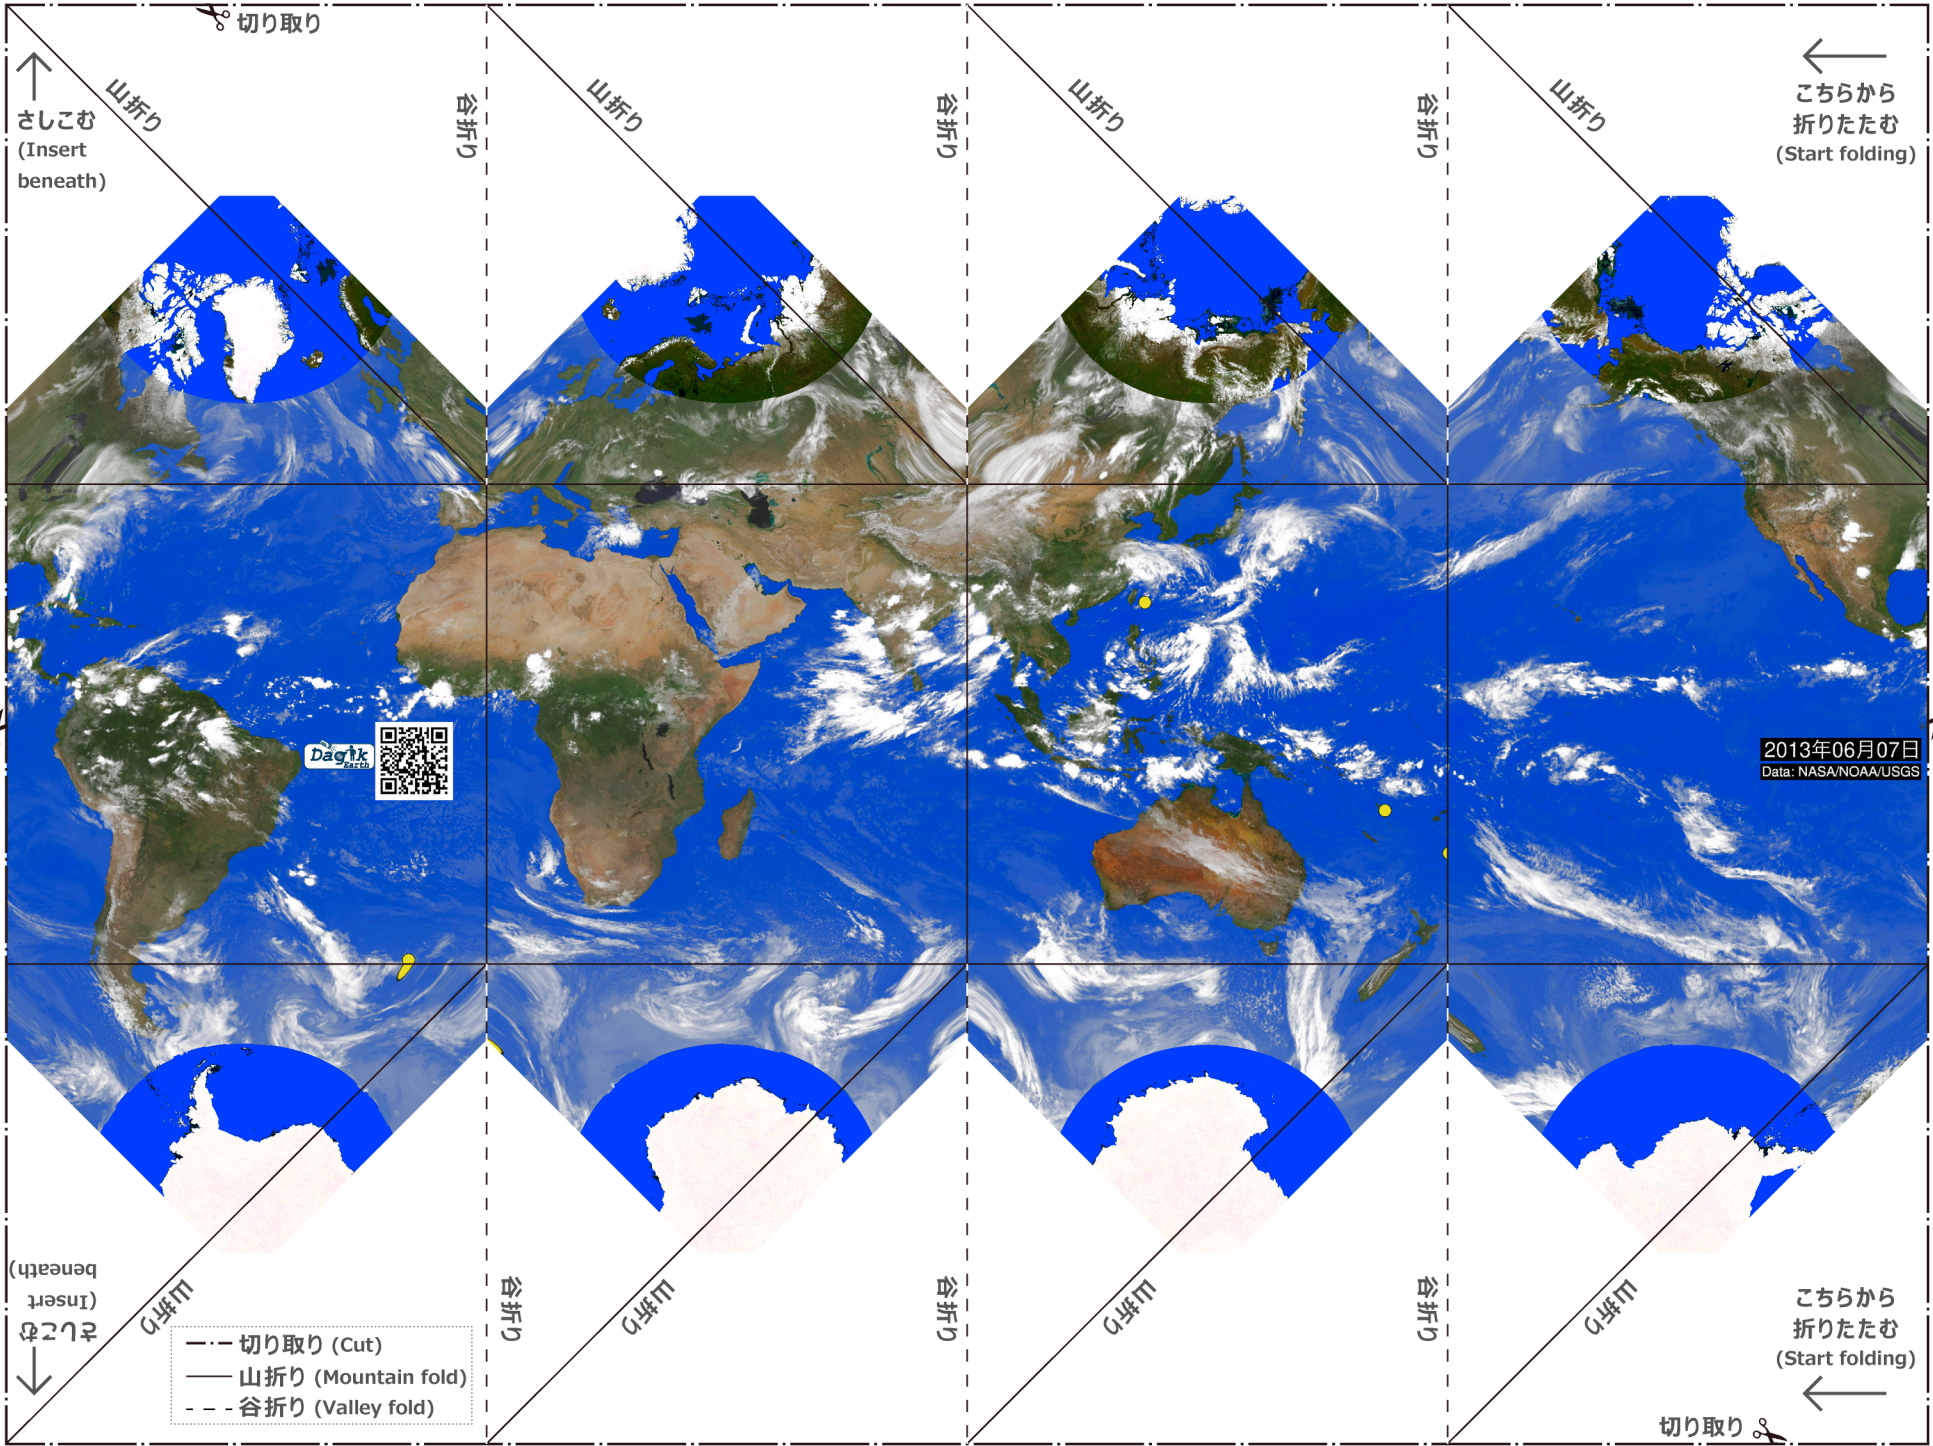 切り取り
山折り
谷折り
山折り
谷折り
山折り
谷折り
山折り
さしこむ
(Insert
beneath)
こちらから
折りたたむ
(Start folding)
Dagik
Earth
2013年06月07日
Data: NASA/NOAA/USGS
さしこむ
(Insert
beneath)
山折り
谷折り
山折り
谷折り
山折り
谷折り
山折り
切り取り (Cut)
山折り (Mountain fold)
谷折り (Valley fold)
こちらから
折りたたむ
(Start folding)
切り取り